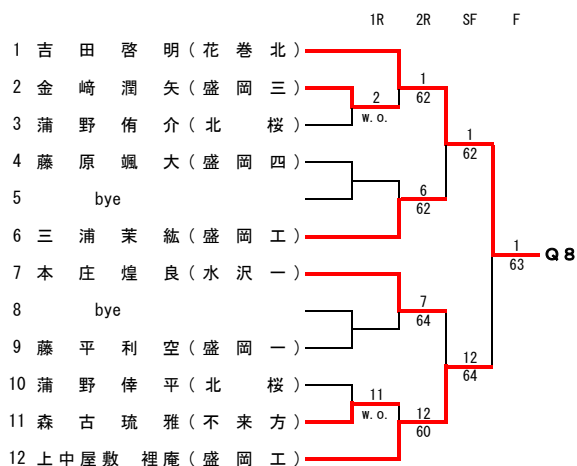 1R 2R SF F
1 吉田啓明(花巻北)
2 金﨑潤矢(盛岡三)
3 蒲野侑介(北桜)
4 藤原颯大(盛岡四)
5 bye
6 三浦茉紘(盛岡工)
7 本庄煌良(水沢一)
8 bye
9 藤平利空(盛岡一)
10 蒲野倖平(北桜)
11 森古琉雅(不来方)
12 上中屋敷裡庵(盛岡工)
2
w.o.
11
w.o.
1
62
6
62
7
64
12
60
1
62
12
64
1
63
Q8